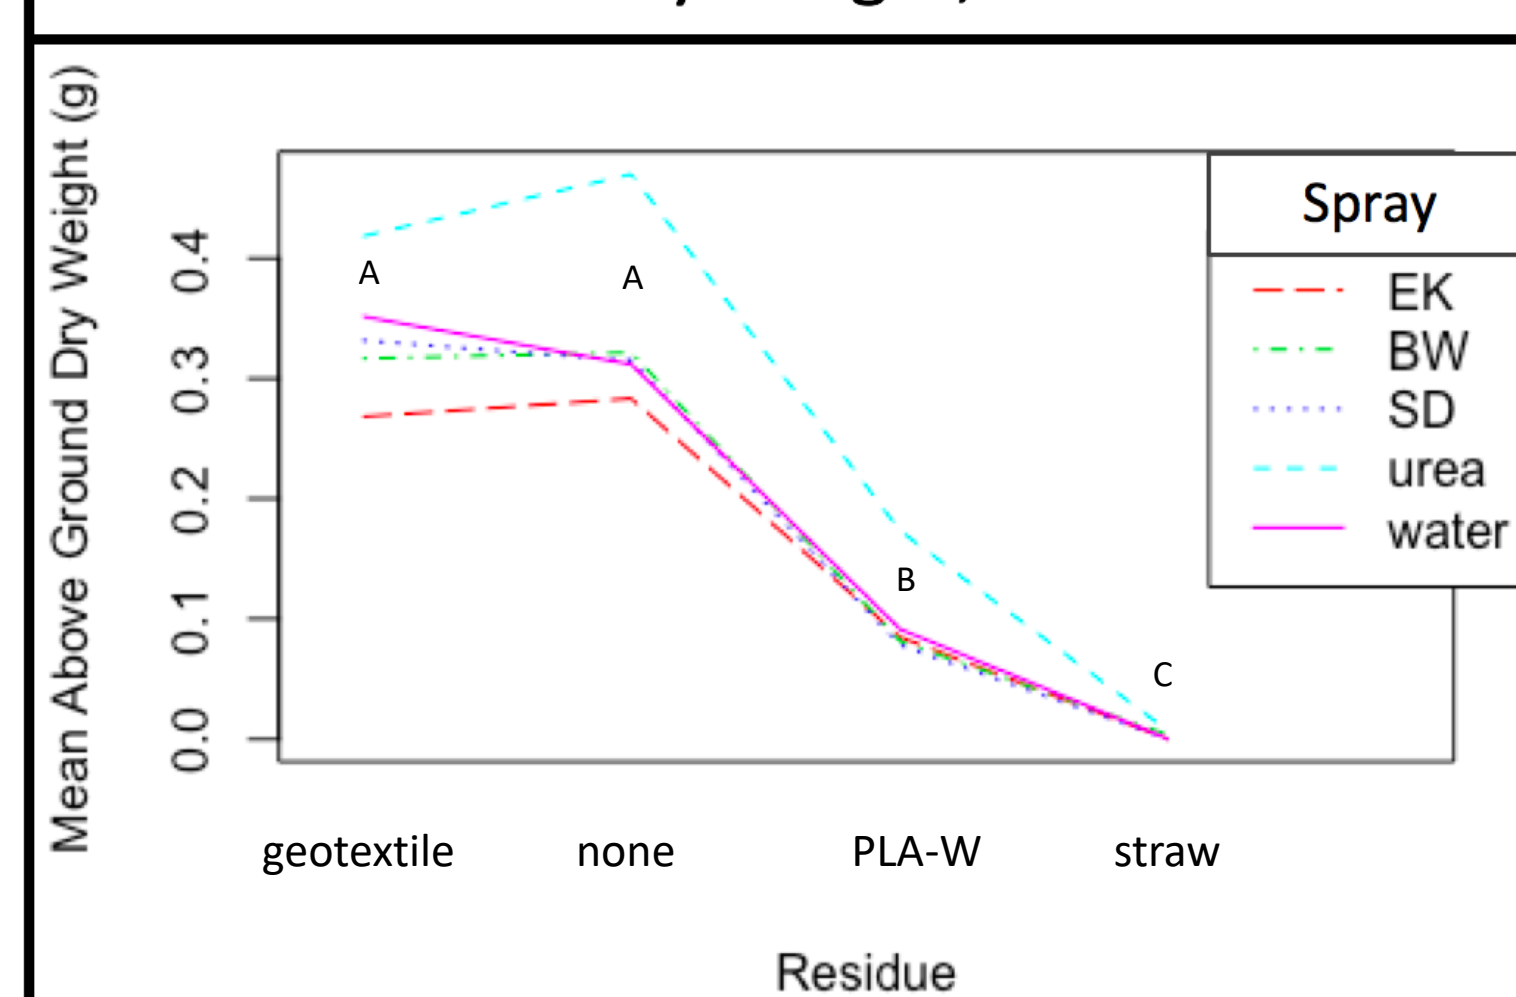 Mean Above Ground Dry Weight (g)
0.4
0.3
0.2
0.1
0.0
A
A
B
C
Spray
EK
BW
SD
urea
water
geotextile none PLA-W straw
Residue